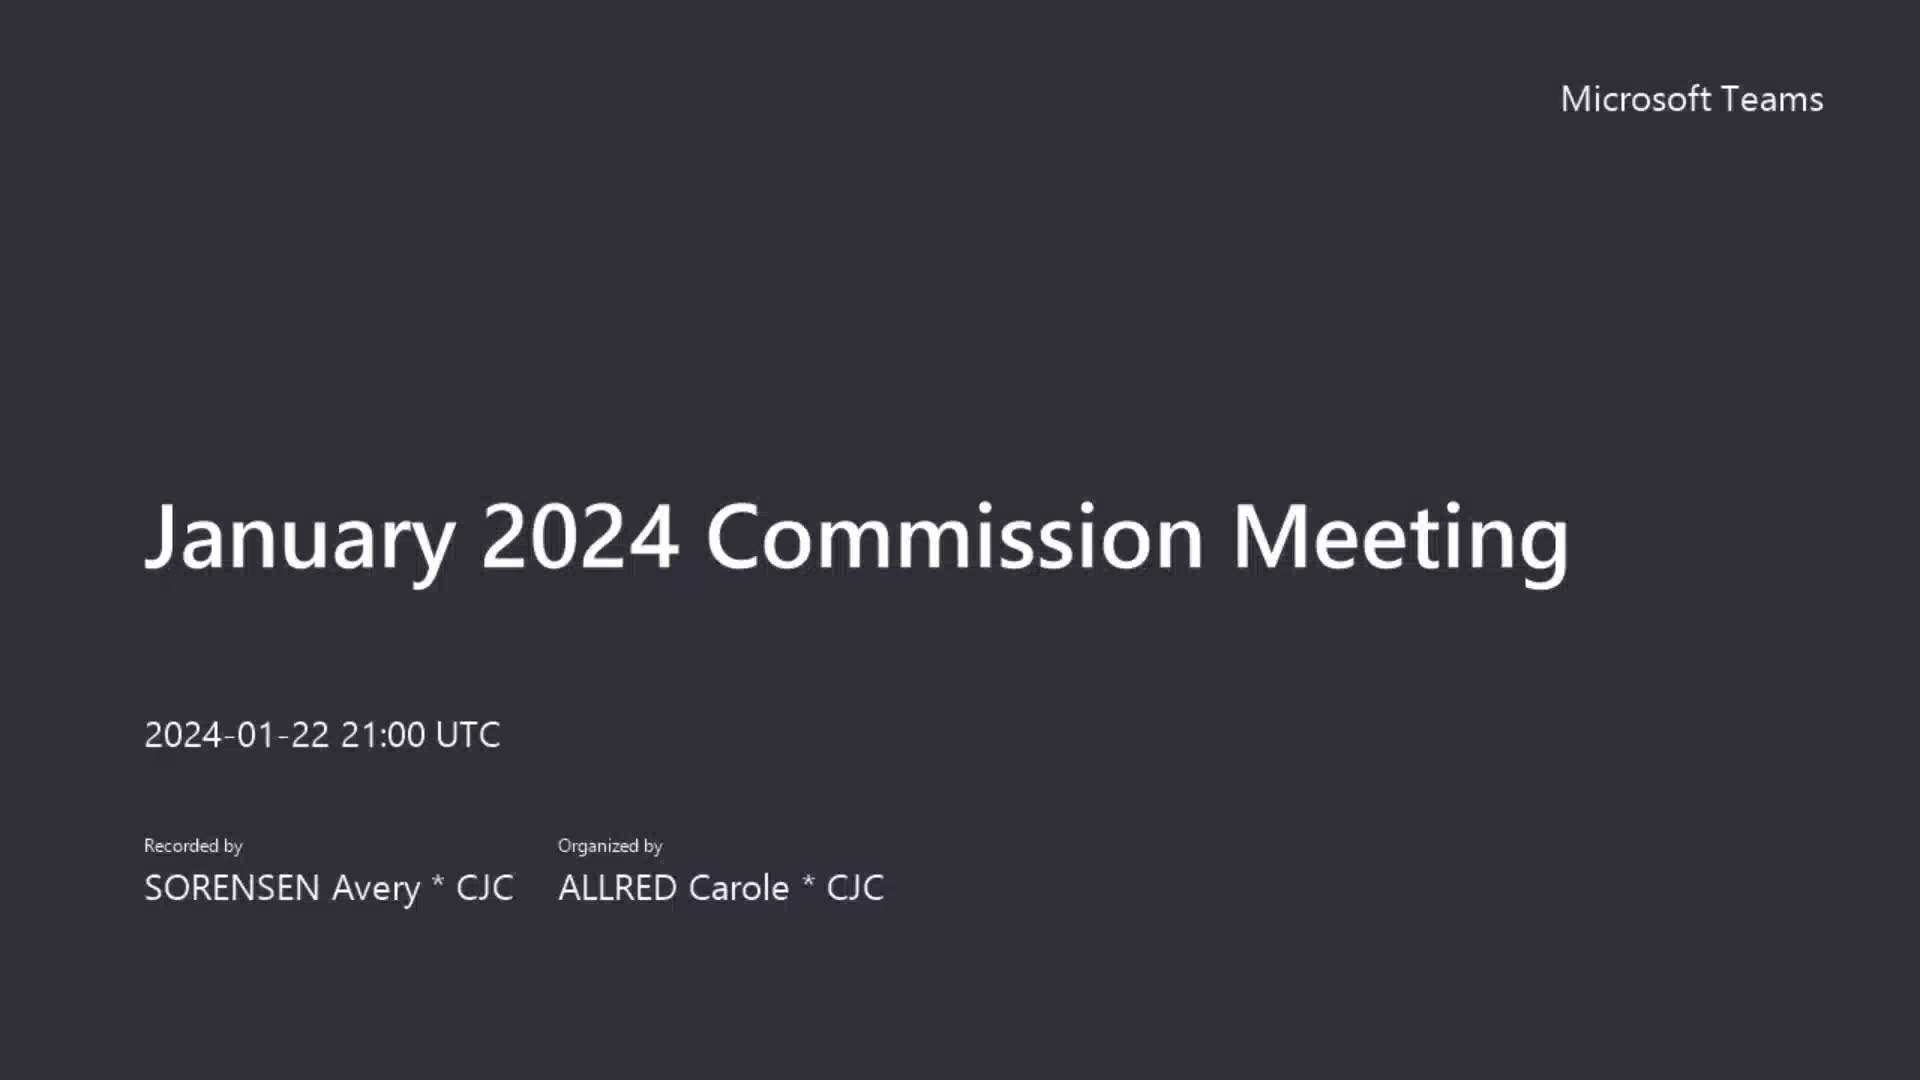 Microsoft Teams
January 2024 Commission Meeting
2024-01-22 21:00 UTC
Recorded by
SORENSEN Avery * CJC
Organized by
ALLRED Carole * CJC